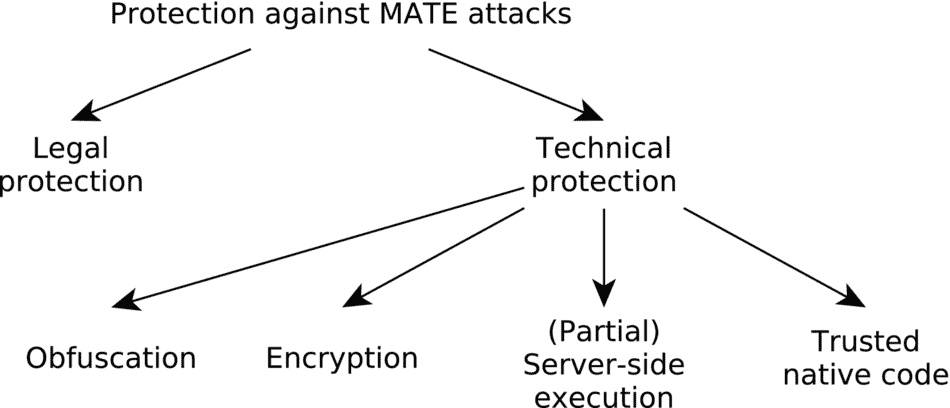 Protection against MATE attacks
Legal
protection
Technical
protection
Obfuscation
Encryption
(Partial)
Server-side
execution
Trusted
native code